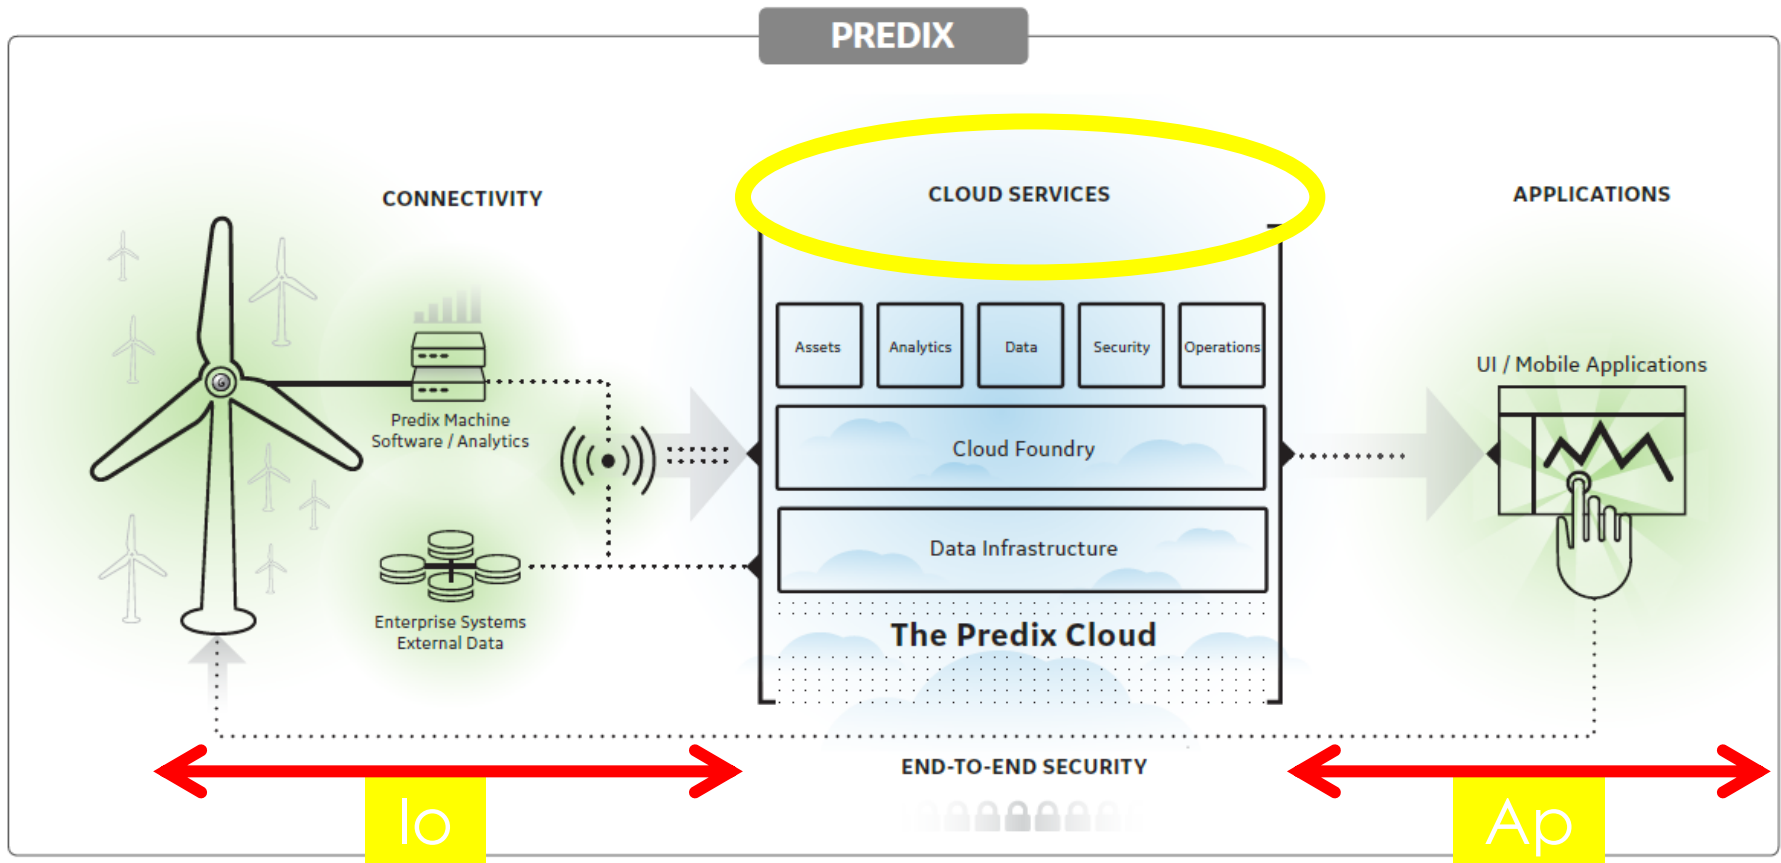 PREDIX
CONNECTIVITY
CLOUD SERVICES
APPLICATIONS
Assets
Analytics
Data
Security
Operations
UI / Mobile Applications
Predix Machine
Software / Analytics
Cloud Foundry
Data Infrastructure
Enterprise Systems
External Data
The Predix Cloud
END-TO-END SECURITY
Io
Ap